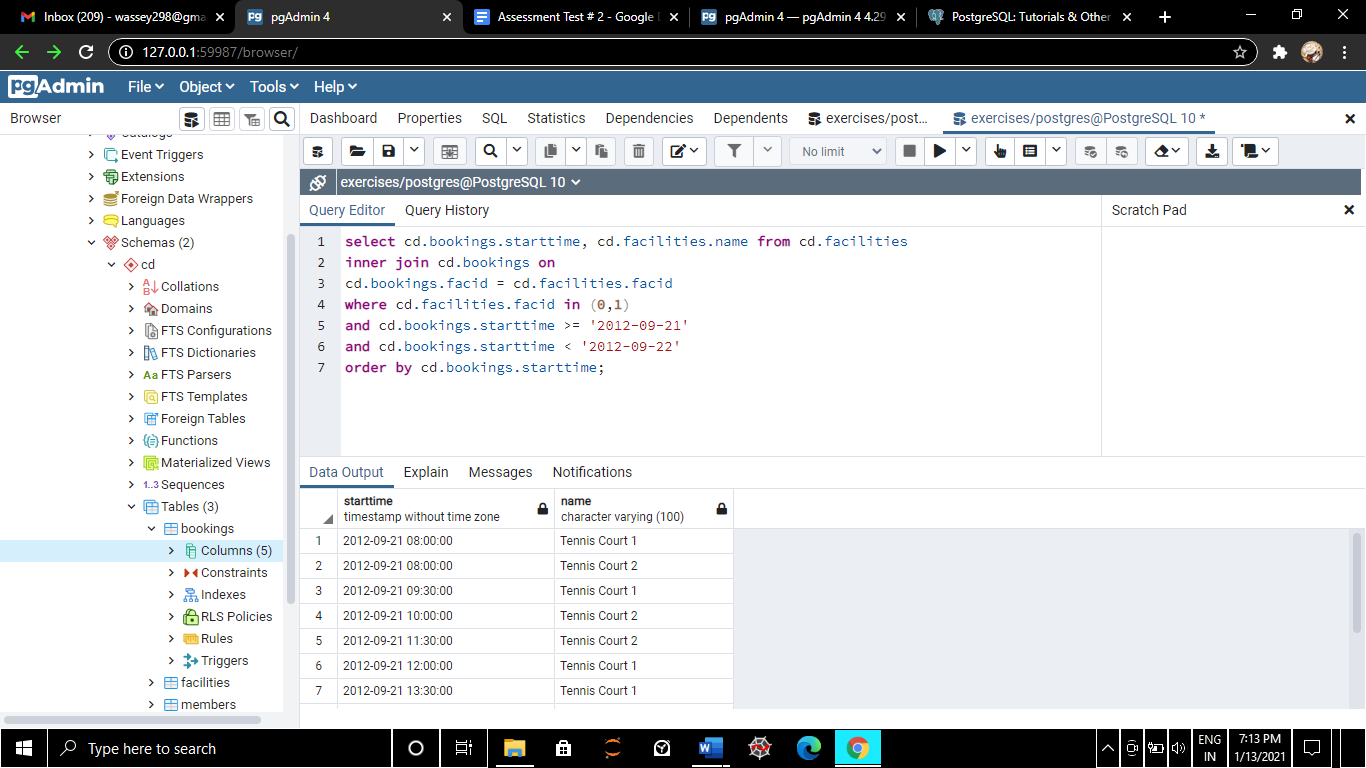 Inbox (209) - wassey298@gma
pgAdmin 4
Assessment Test # 2 - Google
pgAdmin 4 — pgAdmin 4 4.29
PostgreSQL: Tutorials & Other
127.0.0.1:59987/browser/
pgAdmin File Object Tools Help
Browser
Dashboard Properties SQL Statistics Dependencies Dependents exercises/post... exercises/postgres@PostgreSQL 10 *
No limit
exercises/postgres@PostgreSQL 10
Query Editor Query History
Scratch Pad
1 select cd.bookings.starttime, cd.facilities.name from cd.facilities
2 inner join cd.bookings on
3 cd.bookings.facid = cd.facilities.facid
4 where cd.facilities.facid in (0,1)
5 and cd.bookings.starttime >= '2012-09-21'
6 and cd.bookings.starttime < '2012-09-22'
7 order by cd.bookings.starttime;
Catalogs
Event Triggers
Extensions
Foreign Data Wrappers
Languages
Schemas (2)
cd
Collations
Domains
FTS Configurations
FTS Dictionaries
Aa FTS Parsers
FTS Templates
Foreign Tables
Functions
Materialized Views
1..3 Sequences
Tables (3)
bookings
Columns (5)
Constraints
Indexes
RLS Policies
Rules
Triggers
facilities
members
Data Output Explain Messages Notifications
starttime
timestamp without time zone
name
character varying (100)
1 2012-09-21 08:00:00 Tennis Court 1
2 2012-09-21 08:00:00 Tennis Court 2
3 2012-09-21 09:30:00 Tennis Court 1
4 2012-09-21 10:00:00 Tennis Court 2
5 2012-09-21 11:30:00 Tennis Court 2
6 2012-09-21 12:00:00 Tennis Court 1
7 2012-09-21 13:30:00 Tennis Court 1
Type here to search
ENG
IN
7:13 PM
1/13/2021